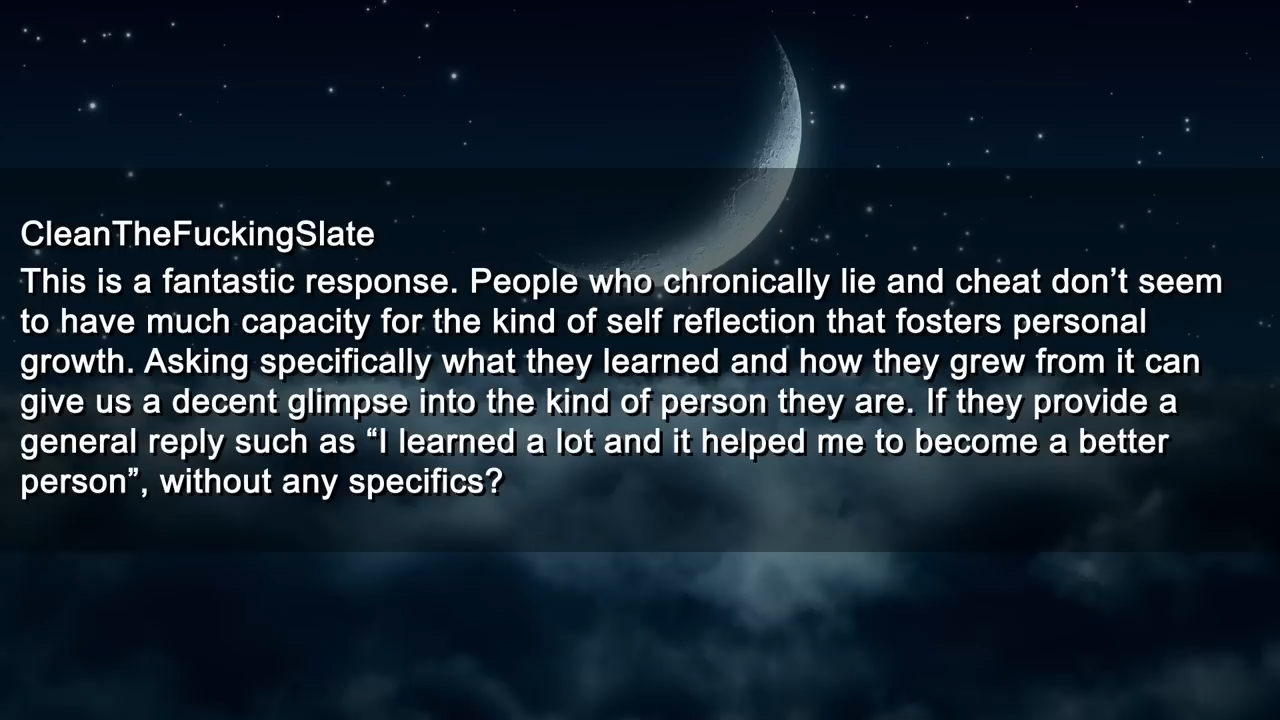 CleanTheFuckingSlate
This is a fantastic response. People who chronically lie and cheat don’t seem
to have much capacity for the kind of self reflection that fosters personal
growth. Asking specifically what they learned and how they grew from it can
give us a decent glimpse into the kind of person they are. If they provide a
general reply such as “I learned a lot and it helped me to become a better
person”, without any specifics?